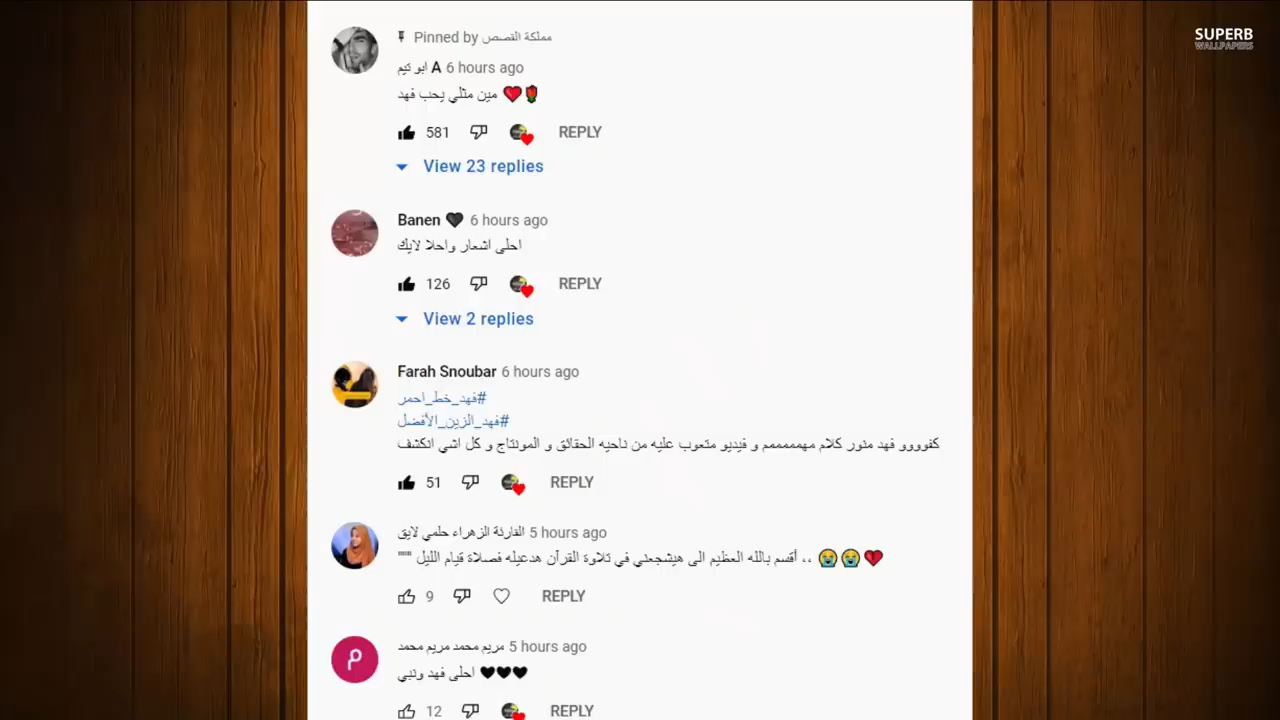 SUPERB
WALLPAPERS
Pinned by مملكة القصص
ابو تيم A 6 hours ago
مين مثلي يحب فهد ❤️🌹
581 REPLY
View 23 replies
Banen 🖤 6 hours ago
احلى اشعار واحلا لايك
126 REPLY
View 2 replies
Farah Snoubar 6 hours ago
#فهد_خط_احمر
#فهد_الزين_الأفضل
كفوووو فهد منور كلام مهمممممم و فيديو متعوب عليه من ناحيه الحقائق و المونتاج و كل اشي انكشف
51 REPLY
القارئة الزهراء حلمي لايق 5 hours ago
،، أقسم بالله العظيم الى هيشجعني في تلاوة القرآن هدعيله فصلاة قيام الليل """ 😭😭❤️
9 REPLY
م
مريم محمد مريم محمد 5 hours ago
احلى فهد ونبي 🖤🖤🖤
12 REPLY